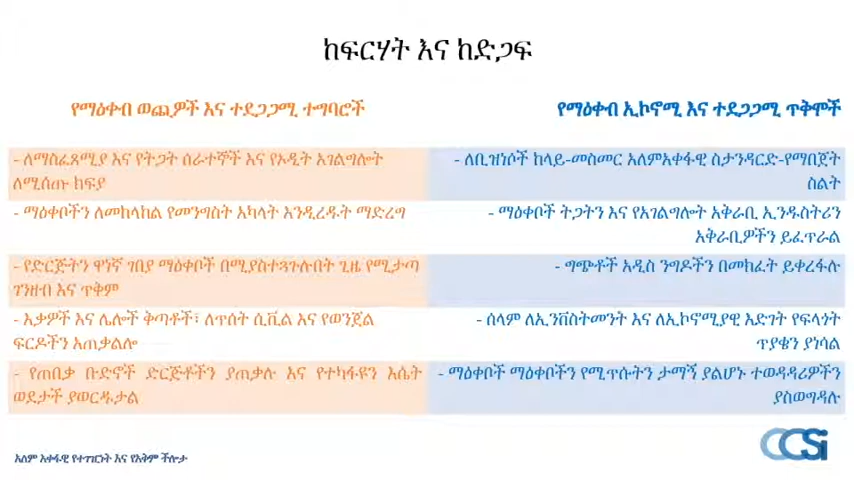 ከፍርሃት እና ከድጋፍ
የማዕቀብ ወጪዎች እና ተደጋጋሚ ተግባሮች
- ለማስፈጸሚያ እና የትጋት ሰራተኞች እና የኦዲት አገልግሎት
ለሚሰጡ ክፍያ
- ማዕቀቦችን ለመከላከል የመንግስት አካላት እንዲረዱት ማድረግ
- የድርጅትን ዋነኛ ገበያ ማዕቀቦች በሚያስተጓጉሉበት ጊዜ የሚታጣ
ገንዘብ እና ጥቅም
- እቃዎች እና ሌሎች ቅጣቶች፣ ለጥሰት ሲቪል እና የወንጀል
ፍርዶችን አጠቃልሎ
- የጠበቃ ቡድኖች ድርጅቶችን ያጠቃሉ እና የተካፋዩን እሴት
ወደታች ያወርዱታል
የማዕቀብ ኢኮኖሚ እና ተደጋጋሚ ጥቅሞች
- ለቢዝነሶች ከላይ-መስመር አለምአቀፋዊ ስታንዳርድ-የማበጀት
ስልት
- ማዕቀቦች ትጋትን እና የአገልግሎት አቅራቢ ኢንዱስትሪን
አቅራቢዎችን ይፈጥራል
- ግጭቶች አዲስ ንግዶችን በመከፈት ይቀረፋሉ
- ሰላም ለኢንቨስትመንት እና ለኢኮኖሚያዊ እድገት የፍላጎት
ጥያቄን ያነሳል
- ማዕቀቦች ማዕቀቦችን የሚጥሱትን ታማኝ ያልሆኑ ተወዳዳሪዎችን
ያስወግዳሉ
አለም አቀፋዊ የተገዢነት እና የአቅም ችሎታ
CCSi